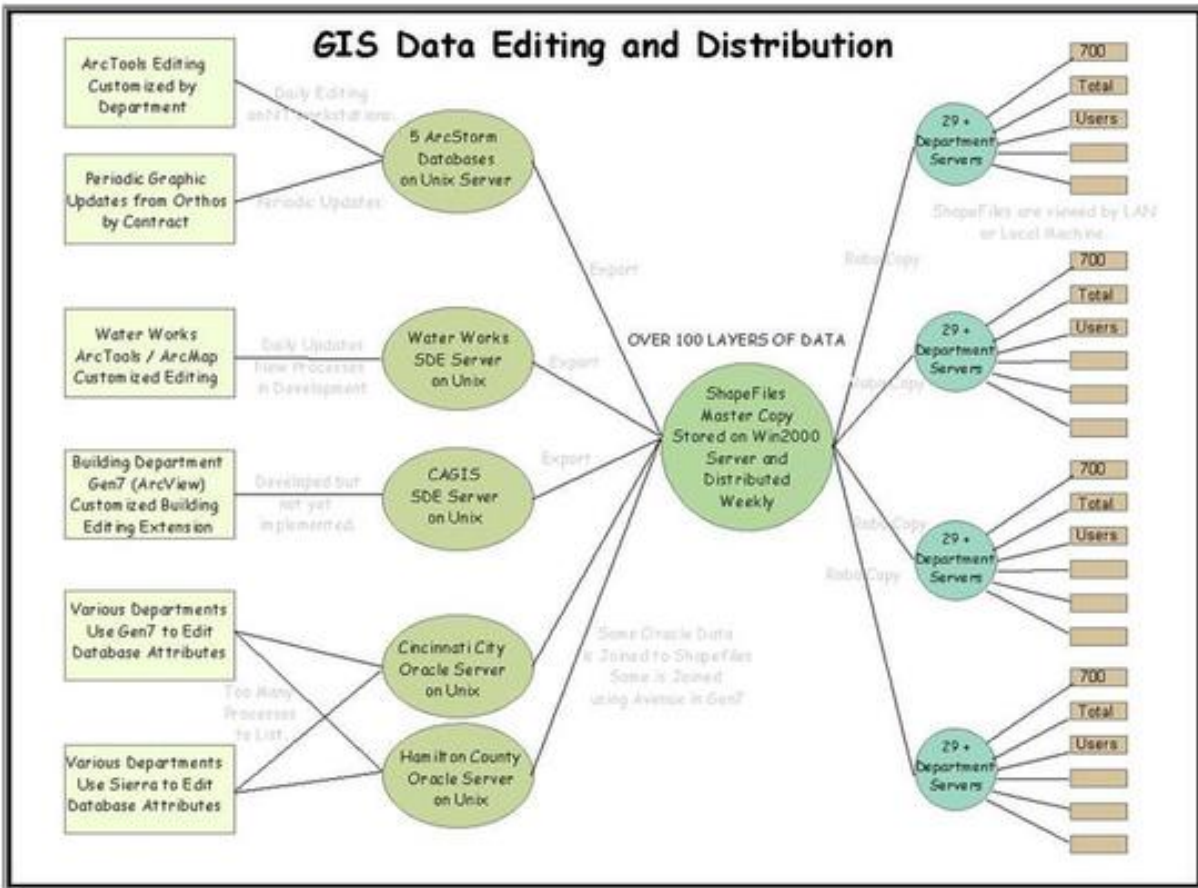 GIS Data Editing and Distribution
ArcTools Editing
Customized by
Department
Daily Editing
on NT Workstations
Periodic Graphic
Updates from Orthos
by Contract
Periodic Updates
5 ArcStorm
Databases
on Unix Server
Export
Water Works
ArcTools / ArcMap
Customized Editing
Daily Updates
New Processes
in Development
Water Works
SDE Server
on Unix
Export
Building Department
Gen7 (ArcView)
Customized Building
Editing Extension
Developed but
not yet
implemented.
CAGIS
SDE Server
on Unix
Export
Various Departments
Use Gen7 to Edit
Database Attributes
Too Many
Processes
to List.
Various Departments
Use Sierra to Edit
Database Attributes
Cincinnati City
Oracle Server
on Unix
Hamilton County
Oracle Server
on Unix
Some Oracle Data
is Joined to Shapefiles
Some is Joined
using Avenue in Gen7
OVER 100 LAYERS OF DATA
ShapeFiles
Master Copy
Stored on Win2000
Server and
Distributed
Weekly
RoboCopy
RoboCopy
RoboCopy
RoboCopy
29 +
Department
Servers
700
Total
Users
ShapeFiles are viewed by LAN
or Local Machine
29 +
Department
Servers
700
Total
Users
29 +
Department
Servers
700
Total
Users
29 +
Department
Servers
700
Total
Users